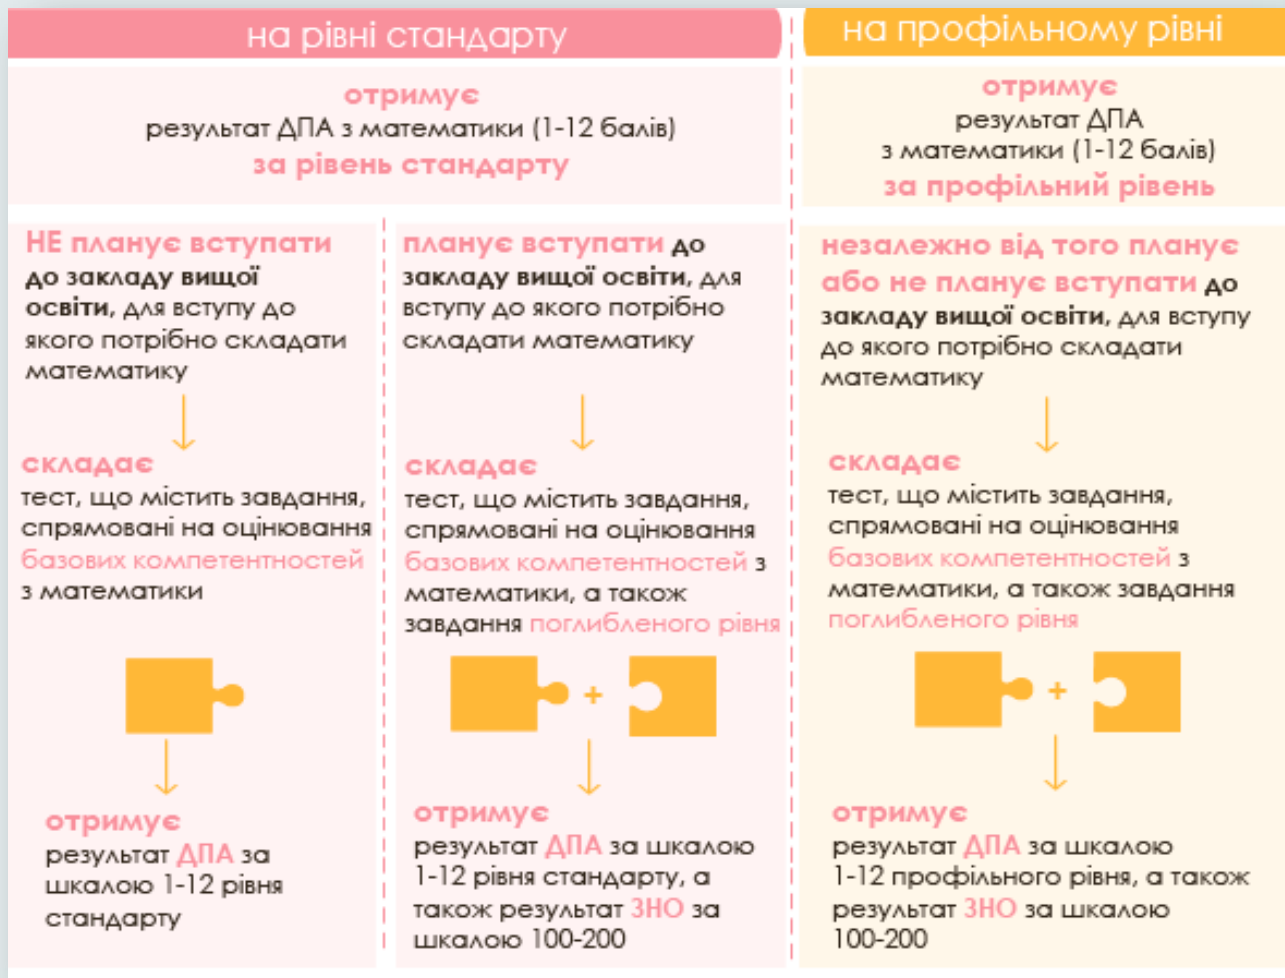 на рівні стандарту
отримує
результат ДПА з математики (1-12 балів)
за рівень стандарту
НЕ планує вступати
до закладу вищої
освіти, для вступу до
якого потрібно складати
математику
складає
тест, що містить завдання,
спрямовані на оцінювання
базових компетентностей
з математики
отримує
результат ДПА за
шкалою 1-12 рівня
стандарту
планує вступати до
закладу вищої освіти, для
вступу до якого потрібно
складати математику
складає
тест, що містить завдання,
спрямовані на оцінювання
базових компетентностей з
математики, а також
завдання поглибленого рівня
+
отримує
результат ДПА за шкалою
1-12 рівня стандарту, а
також результат ЗНО за
шкалою 100-200
на профільному рівні
отримує
результат ДПА
з математики (1-12 балів)
за профільний рівень
незалежно від того планує
або не планує вступати до
закладу вищої освіти, для вступу
до якого потрібно складати
математику
складає
тест, що містить завдання,
спрямовані на оцінювання
базових компетентностей з
математики, а також завдання
поглибленого рівня
+
отримує
результат ДПА за шкалою
1-12 профільного рівня, а також
результат ЗНО за шкалою
100-200